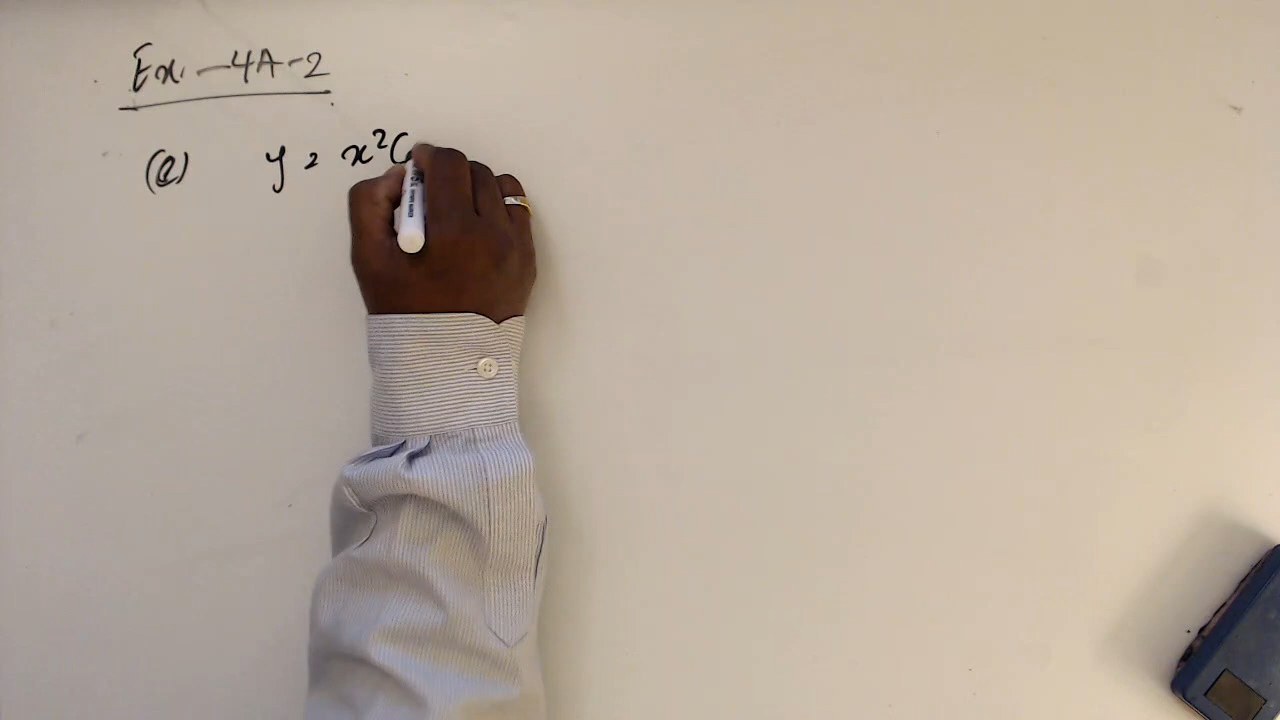 Ex. - 4A-2
(a) y = x²(